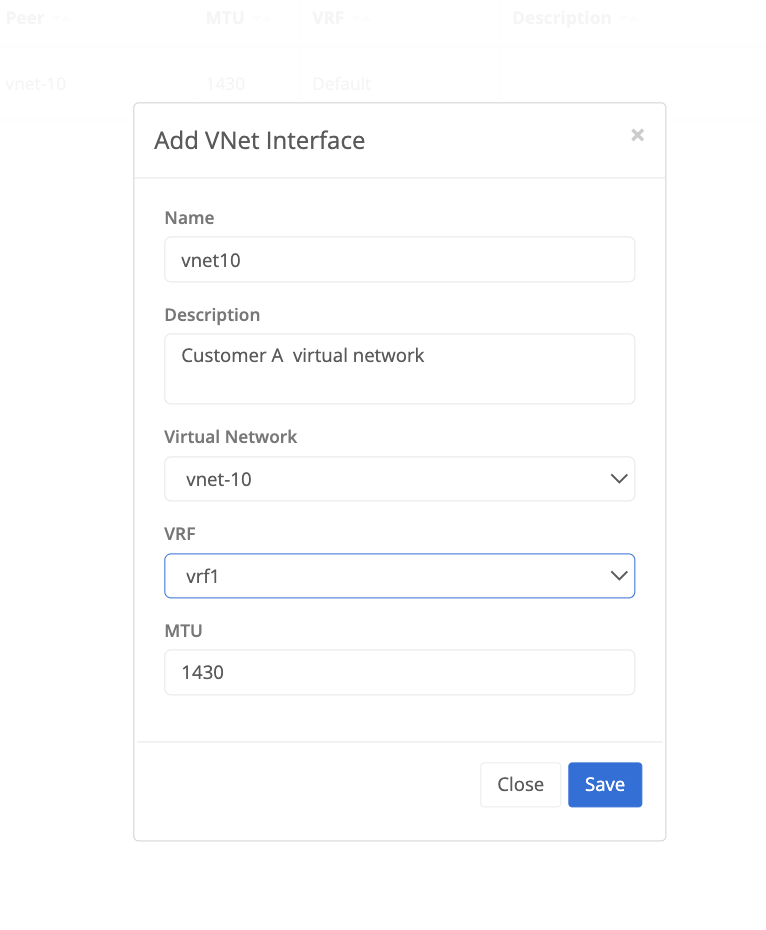 Peer MTU VRF Description
vnet-10 1430 Default
Add VNet Interface ×
Name
vnet10
Description
Customer A  virtual network
Virtual Network
vnet-10
VRF
vrf1
MTU
1430
Close Save